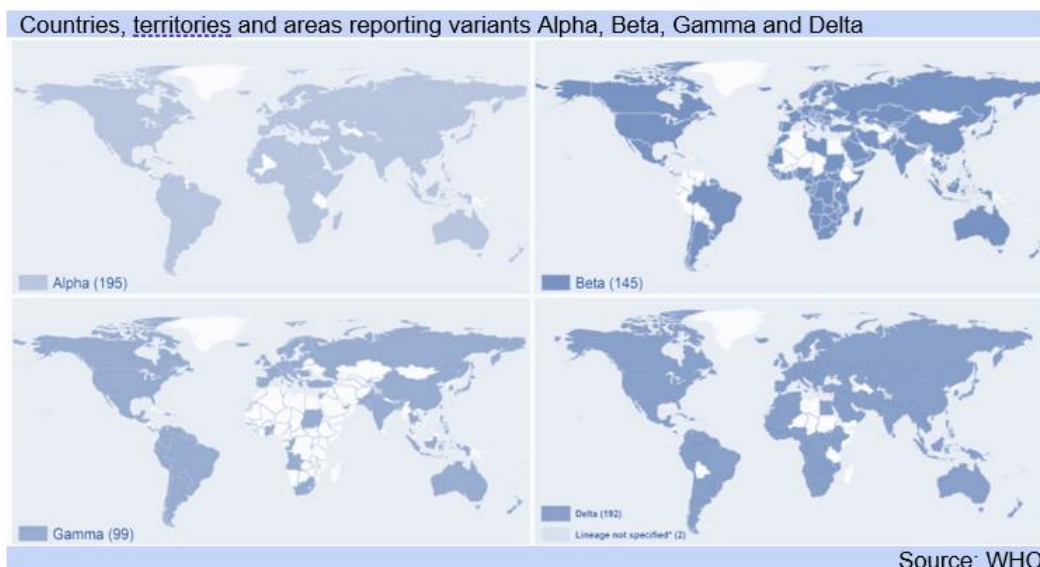 Countries, territories and areas reporting variants Alpha, Beta, Gamma and Delta
Alpha (195)
Beta (145)
Gamma (99)
Delta (192)
Lineage not specified* (2)
Source: WHO